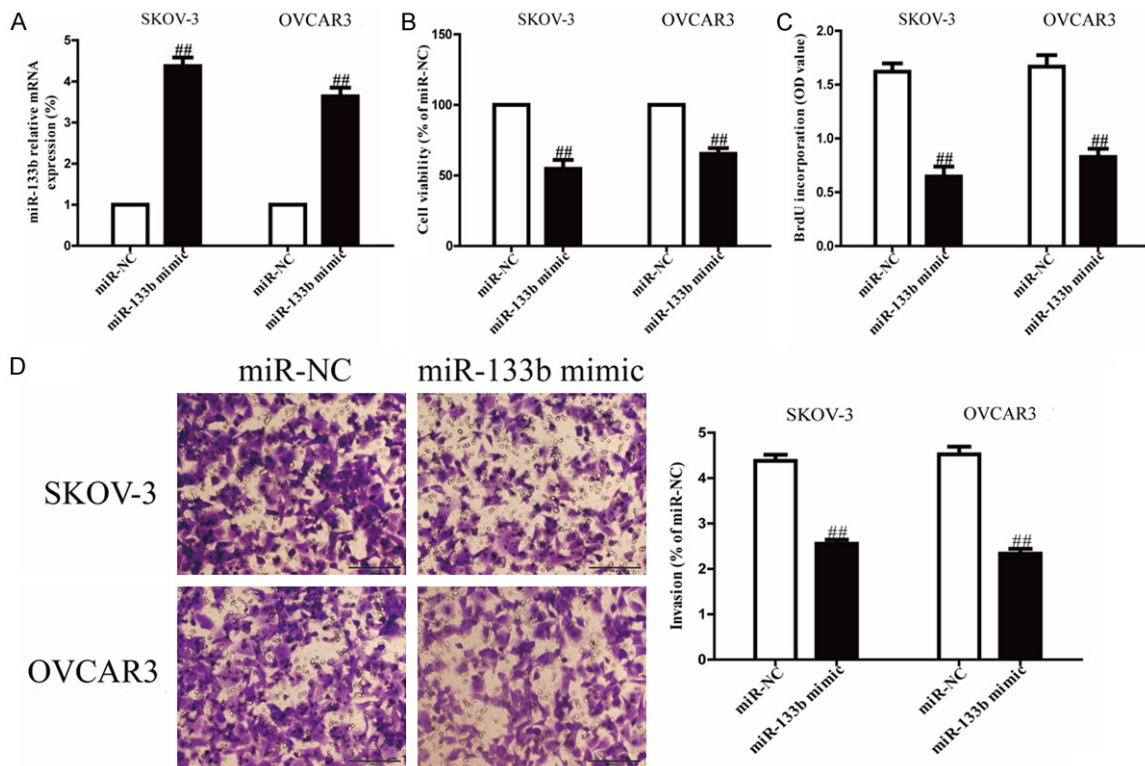 A
SKOV-3
OVCAR3
miR-133b relative mRNA
expression (%)
5
4
3
2
1
0
##
##
miR-NC
miR-133b mimic
miR-NC
miR-133b mimic
B
SKOV-3
OVCAR3
Cell viability (% of miR-NC)
150
100
50
0
##
##
miR-NC
miR-133b mimic
miR-NC
miR-133b mimic
C
SKOV-3
OVCAR3
BrdU incorporation (OD value)
2.0
1.5
1.0
0.5
0.0
##
##
miR-NC
miR-133b mimic
miR-NC
miR-133b mimic
D
miR-NC
miR-133b mimic
SKOV-3
OVCAR3
SKOV-3
OVCAR3
Invasion (% of miR-NC)
5
4
3
2
1
0
##
##
miR-NC
miR-133b mimic
miR-NC
miR-133b mimic